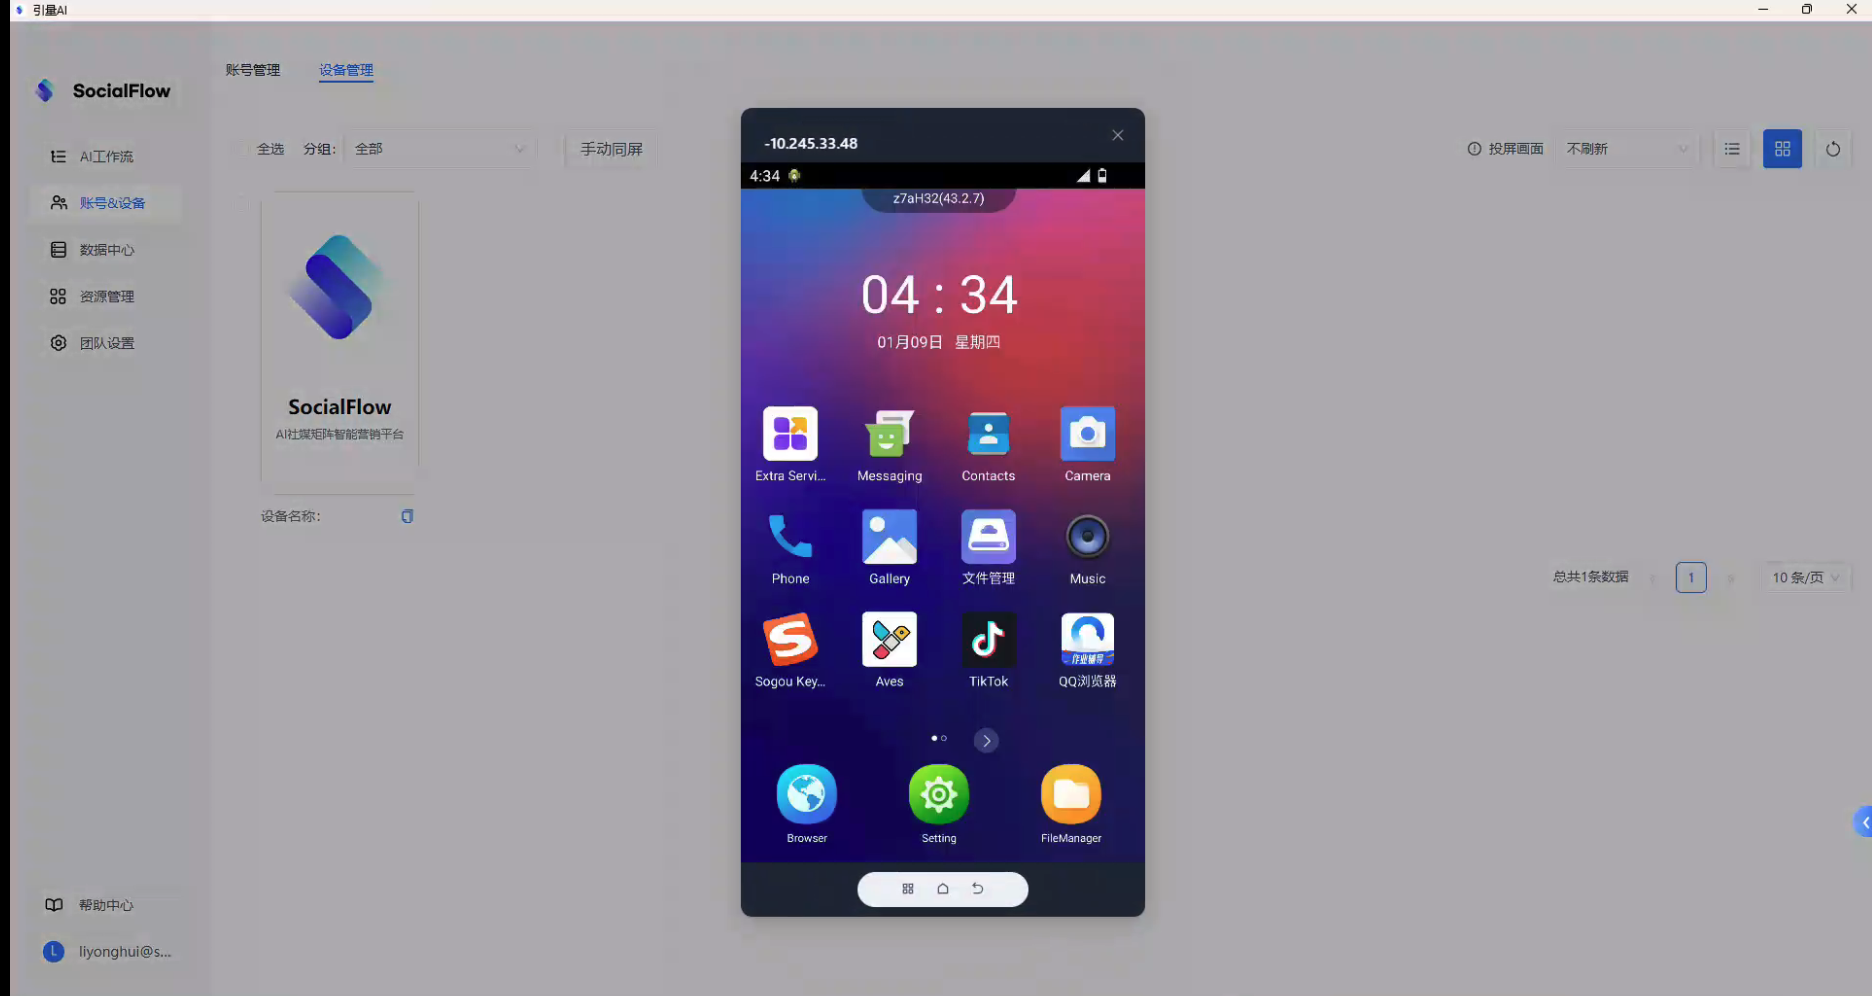 引量AI
账号管理
设备管理
SocialFlow
AI工作流
账号&设备
数据中心
资源管理
团队设置
帮助中心
L
liyonghui@s...
全选
分组:
全部
手动同屏
投屏画面
不刷新
SocialFlow
AI社媒矩阵智能营销平台
设备名称:
-10.245.33.48
4:34
z7aH32(43.2.7)
04 : 34
01月09日 星期四
Extra Servi...
Messaging
Contacts
Camera
Phone
Gallery
文件管理
Music
作业辅导
Sogou Key...
Aves
TikTok
QQ浏览器
Browser
Setting
FileManager
总共1条数据
1
10 条/页